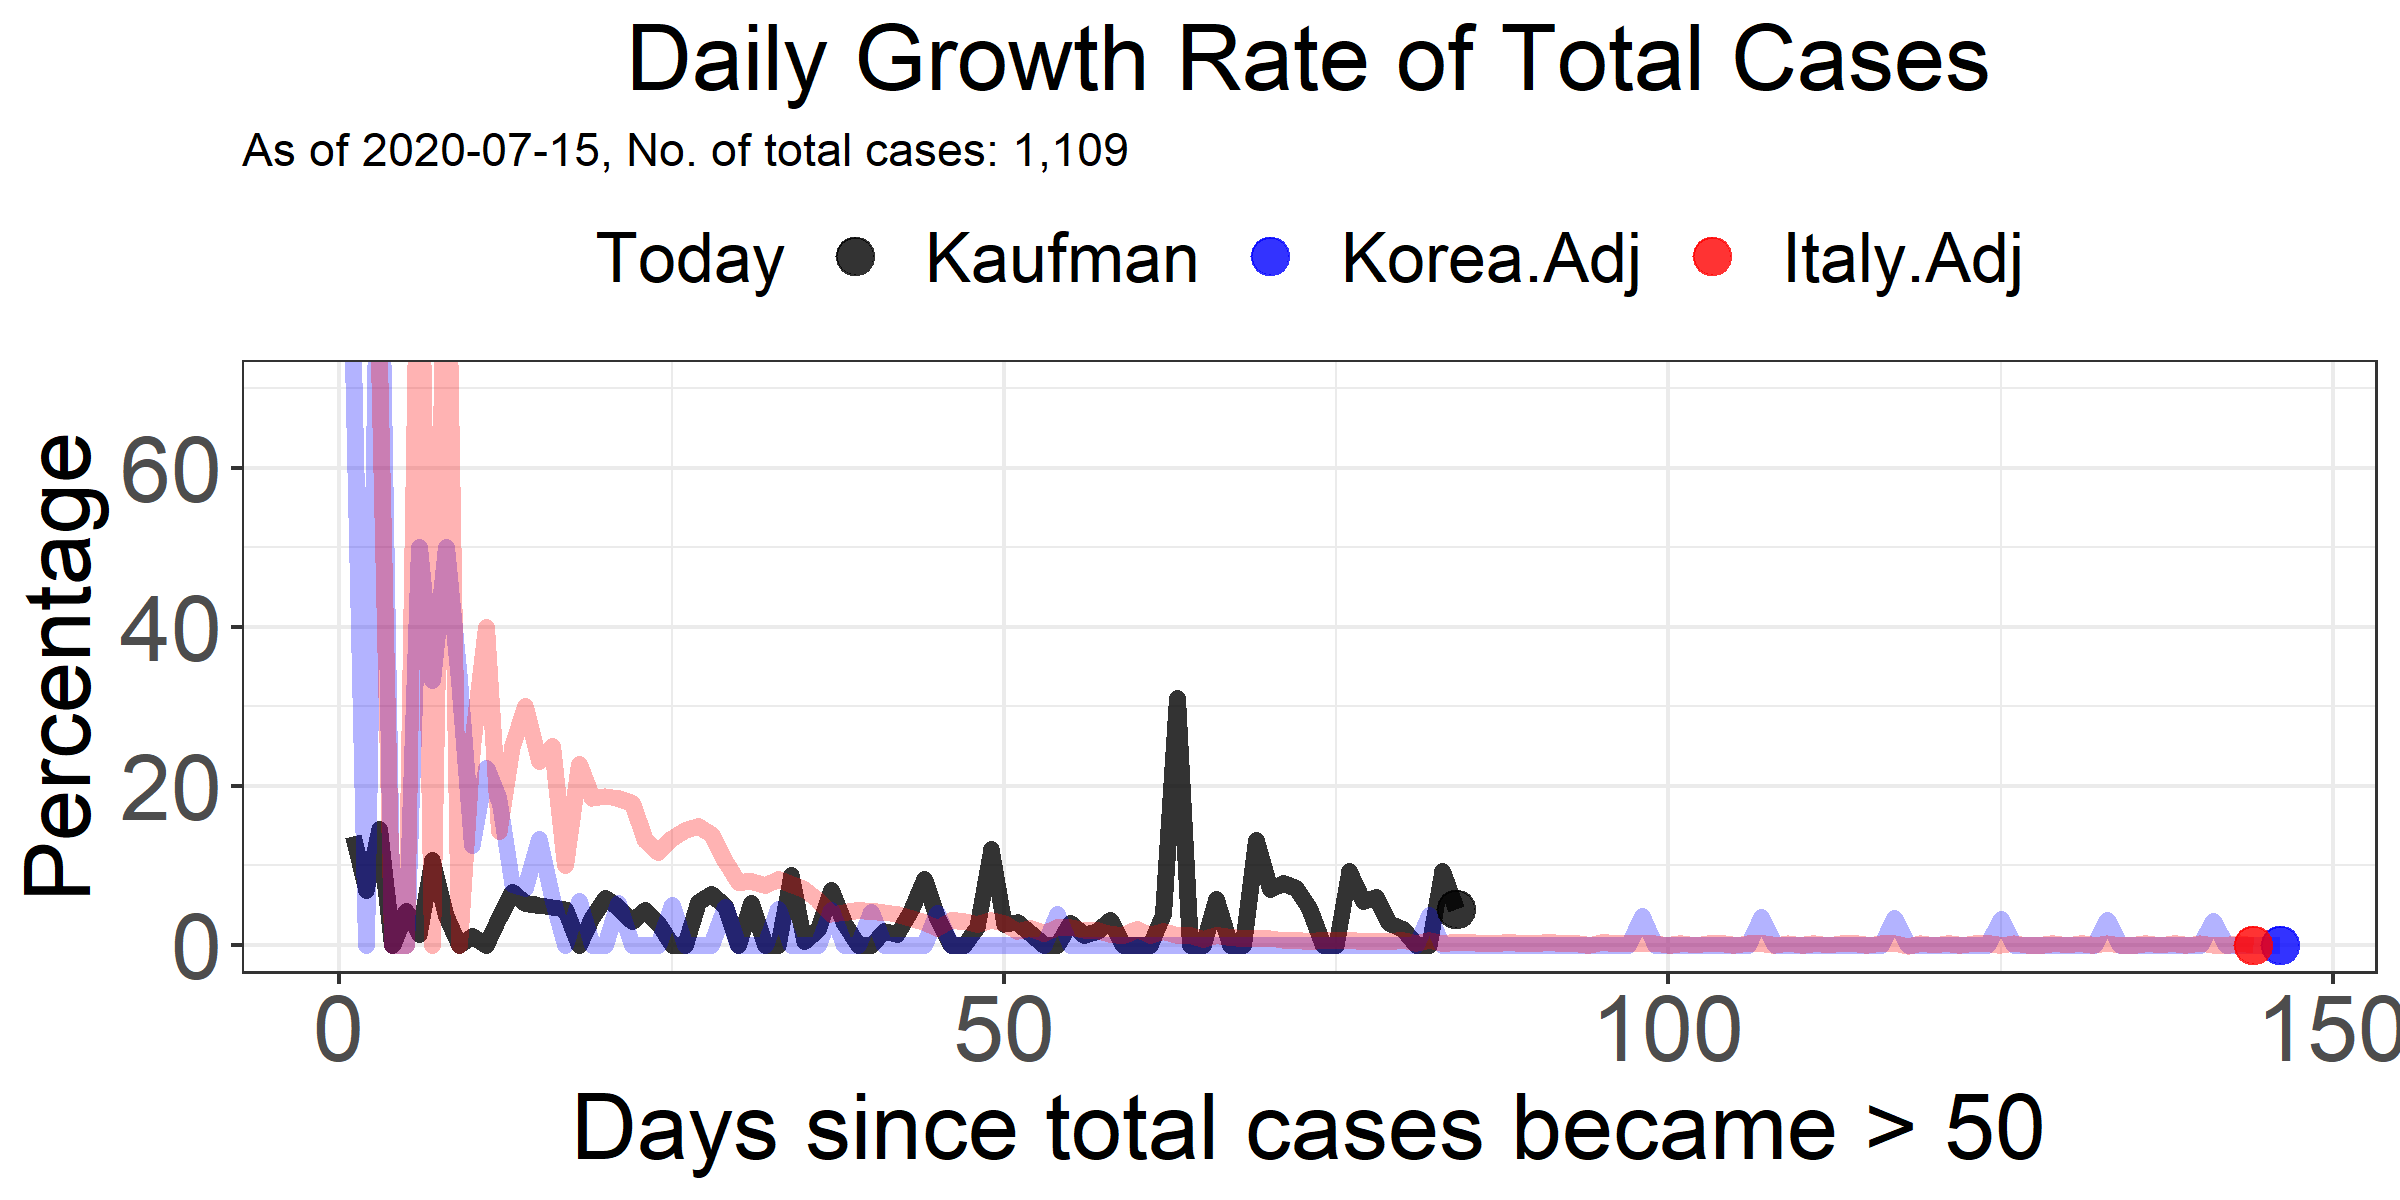 Daily Growth Rate of Total Cases
As of 2020-07-15, No. of total cases: 1,109
Today Kaufman Korea.Adj Italy.Adj
Percentage
60
40
20
0
0 50 100 150
Days since total cases became > 50